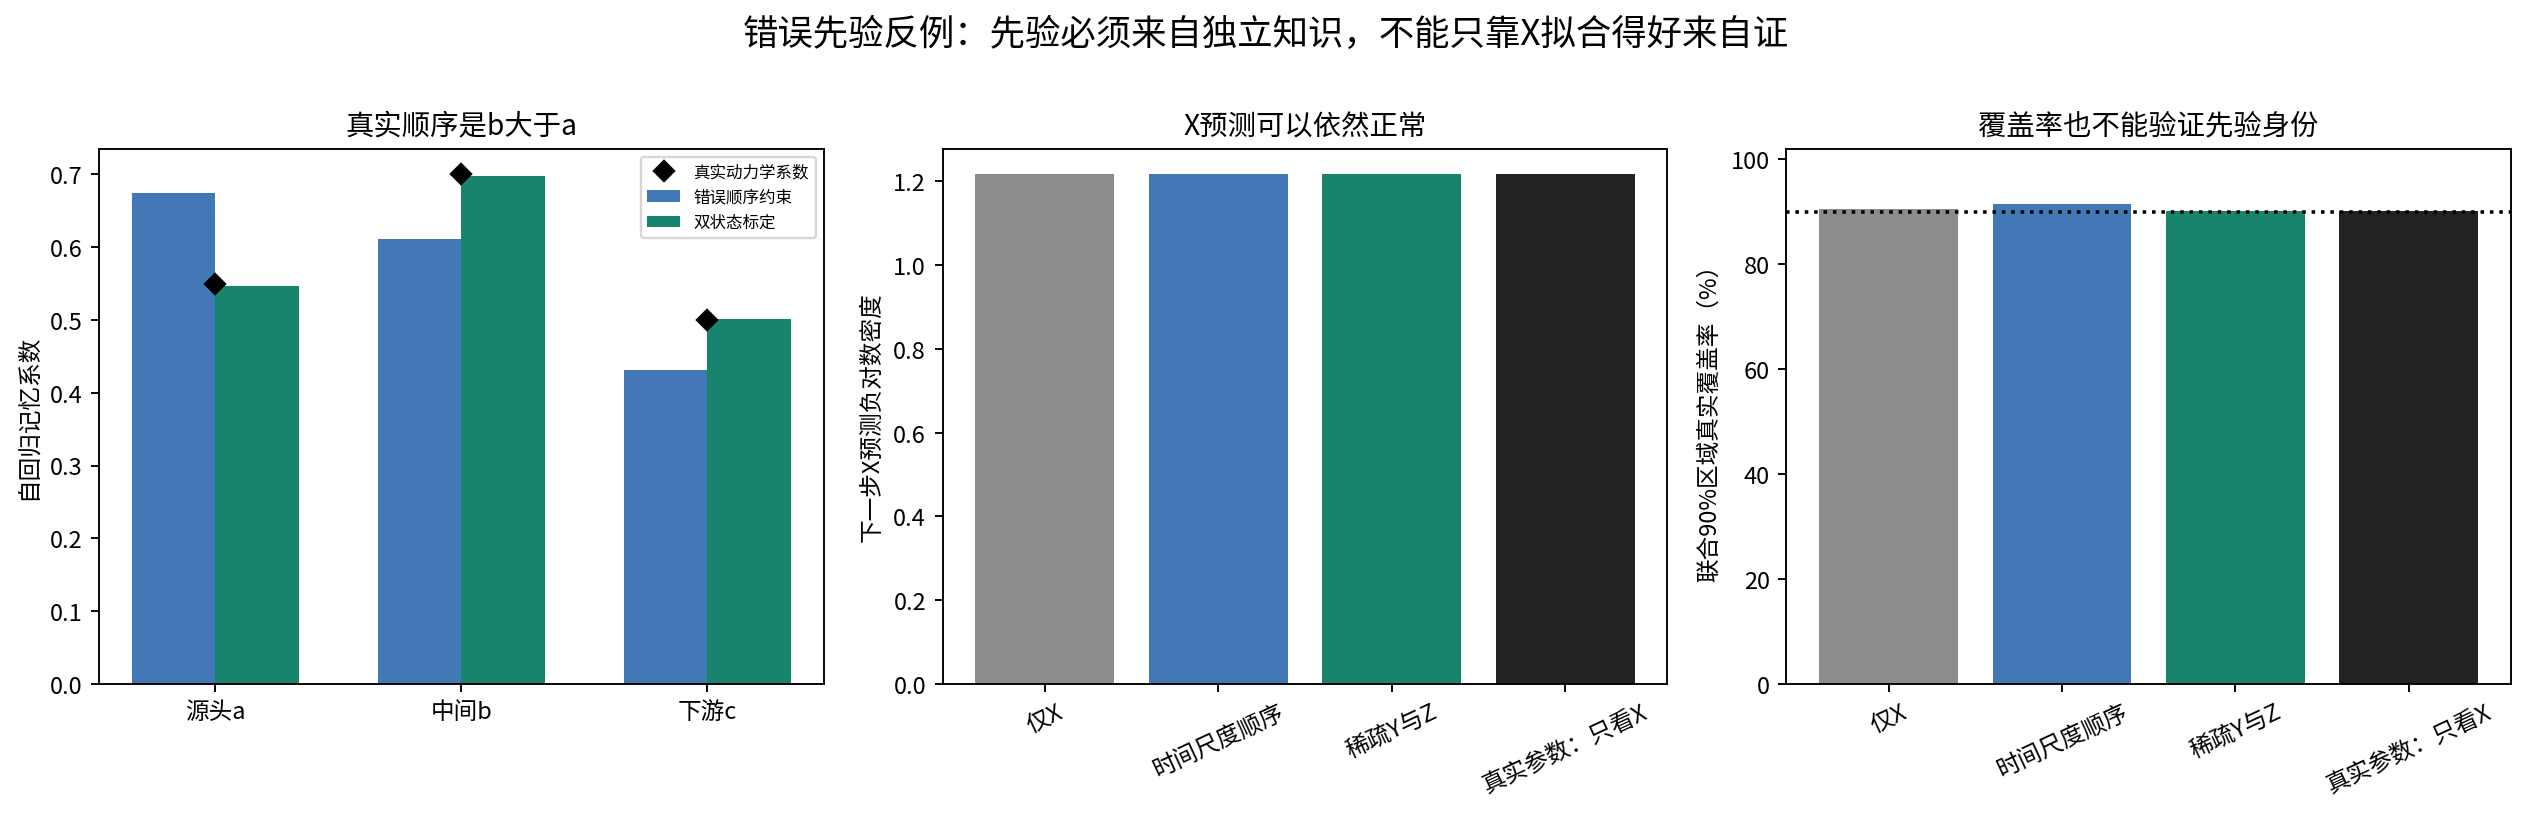 错误先验反例：先验必须来自独立知识，不能只靠X拟合得好来自证
真实顺序是b大于a
自回归记忆系数
0.7
0.6
0.5
0.4
0.3
0.2
0.1
0.0
源头a
中间b
下游c
真实动力学系数
错误顺序约束
双状态标定
X预测可以依然正常
下一步X预测负对数密度
1.2
1.0
0.8
0.6
0.4
0.2
0.0
仅X
时间尺度顺序
稀疏Y与Z
真实参数：只看X
覆盖率也不能验证先验身份
联合90%区域真实覆盖率（%）
100
80
60
40
20
0
仅X
时间尺度顺序
稀疏Y与Z
真实参数：只看X